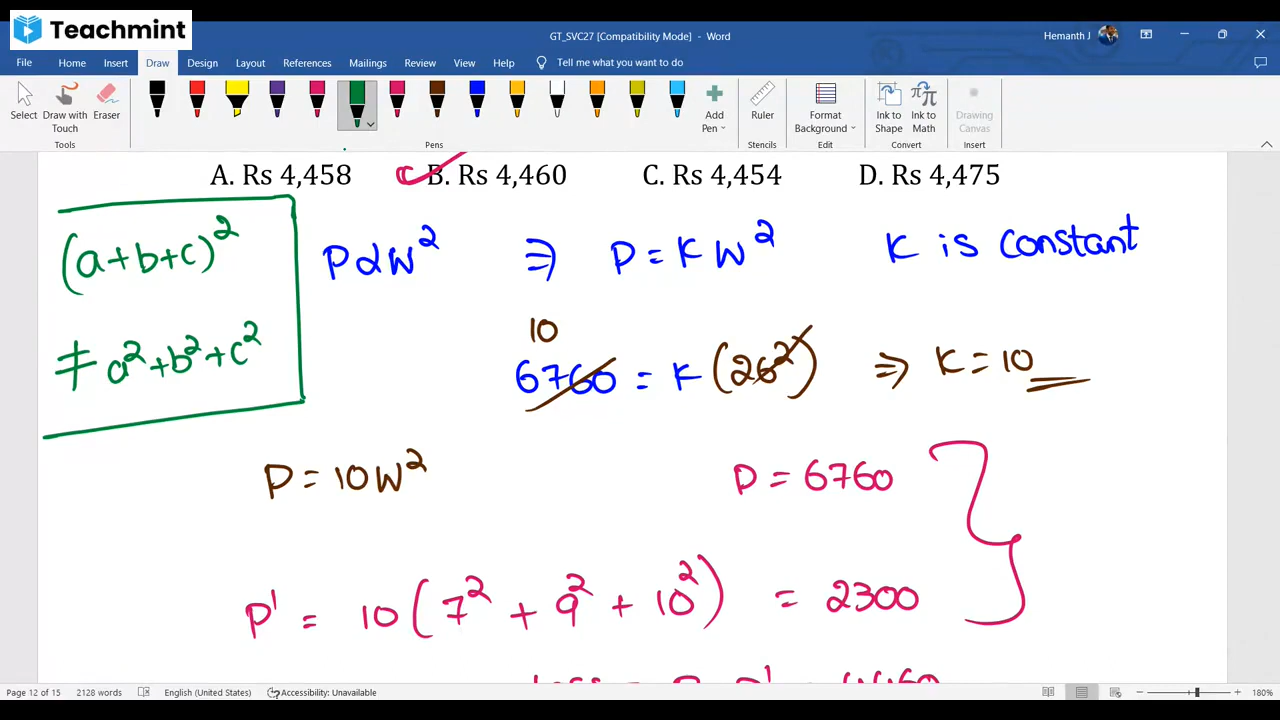 Teachmint
GT_SVC27 [Compatibility Mode] - Word
Hemanth J
File Home Insert Draw Design Layout References Mailings Review View Help Tell me what you want to do
Select Draw with Touch Eraser Add Pen Ruler Format Background Ink to Shape Ink to Math Drawing Canvas
Tools Pens Stencils Edit Convert Insert
A. Rs 4,458 B. Rs 4,460 C. Rs 4,454 D. Rs 4,475
(a+b+c)²
≠ a²+b²+c²
P α W² ⇒ P = K W² K is constant
10
6760 = K (26²) ⇒ K = 10
P = 10W² P = 6760
P' = 10 (7² + 9² + 10²) = 2300
Page 12 of 15 2128 words English (United States) Accessibility: Unavailable 180%